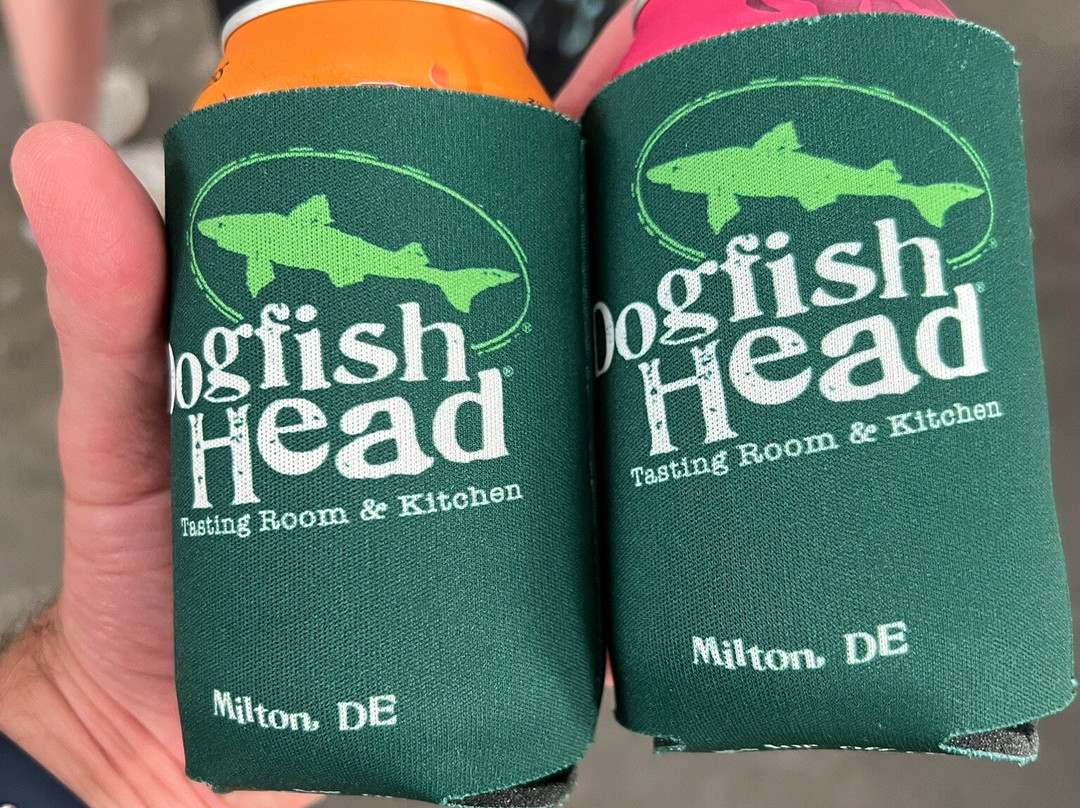 Dogfish
Head®
Tasting Room & Kitchen
Milton, DE
Dogfish
Head®
Tasting Room & Kitchen
Milton, DE